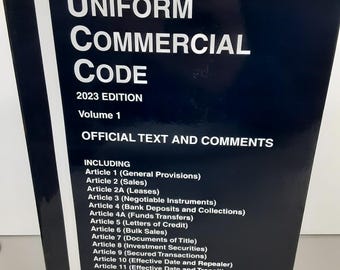 UNIFORM
COMMERCIAL
CODE
2023 EDITION
Volume 1
OFFICIAL TEXT AND COMMENTS
INCLUDING
Article 1 (General Provisions)
Article 2 (Sales)
Article 2A (Leases)
Article 3 (Negotiable Instruments)
Article 4 (Bank Deposits and Collections)
Article 4A (Funds Transfers)
Article 5 (Letters of Credit)
Article 6 (Bulk Sales)
Article 7 (Documents of Title)
Article 8 (Investment Securities)
Article 9 (Secured Transactions)
Article 10 (Effective Date and Repealer)
Article 11 (Effective Date and